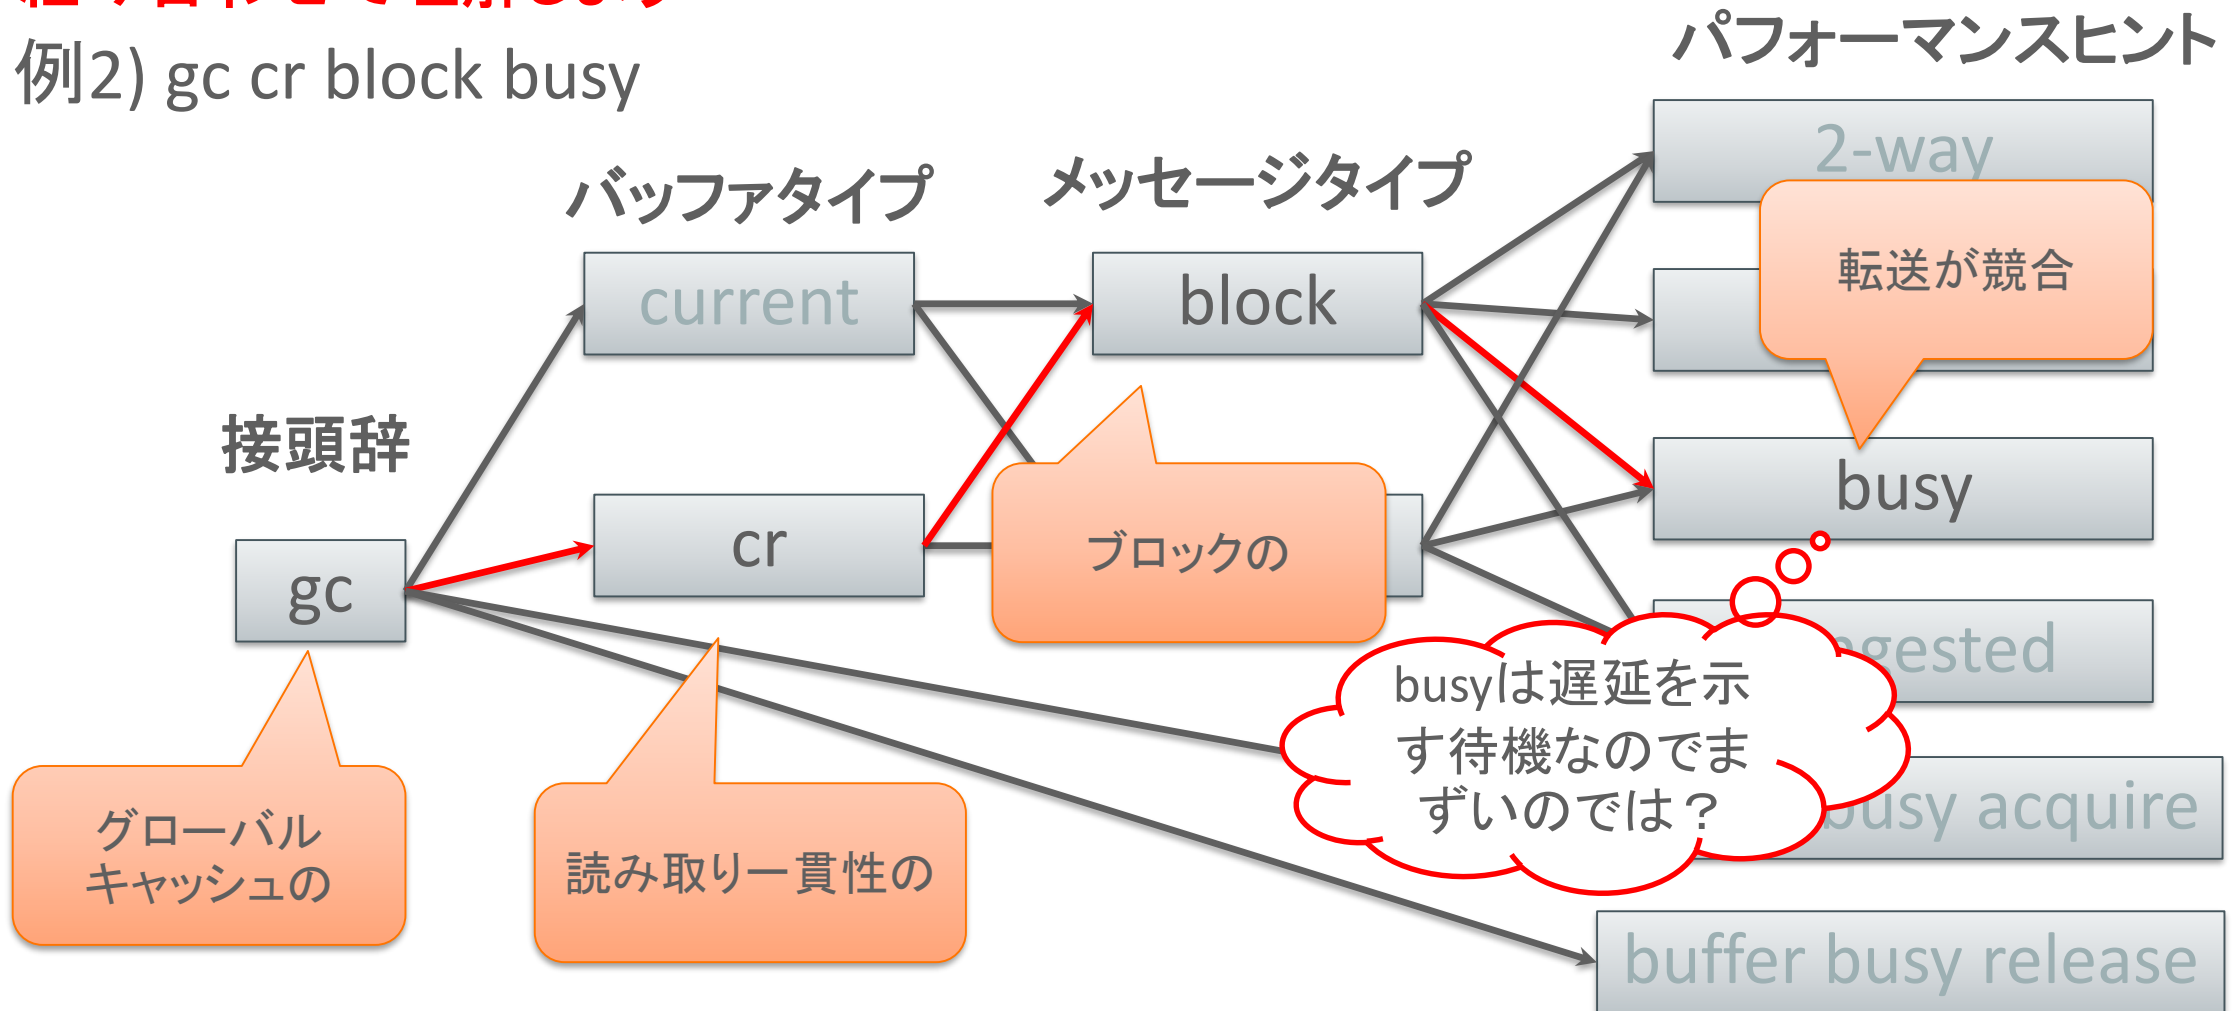 例2) gc cr block busy
パフォーマンスヒント
2-way
バッファタイプ
メッセージタイプ
転送が競合
current
block
接頭辞
busy
cr
ブロックの
gc
gested
busyは遅延を示
す待機なのでま
ずいのでは？
busy acquire
グローバル
キャッシュの
読み取り一貫性の
buffer busy release